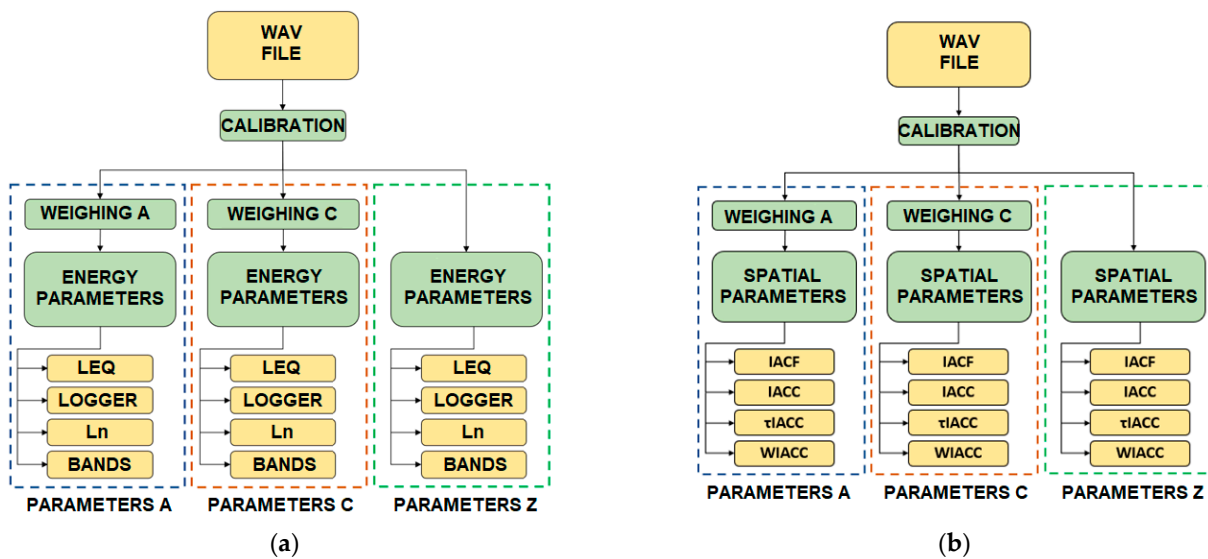 WAV
FILE
CALIBRATION
WEIGHING A
WEIGHING C
ENERGY
PARAMETERS
ENERGY
PARAMETERS
ENERGY
PARAMETERS
LEQ
LOGGER
Ln
BANDS
LEQ
LOGGER
Ln
BANDS
LEQ
LOGGER
Ln
BANDS
PARAMETERS A
PARAMETERS C
PARAMETERS Z
(a)
WAV
FILE
CALIBRATION
WEIGHING A
WEIGHING C
SPATIAL
PARAMETERS
SPATIAL
PARAMETERS
SPATIAL
PARAMETERS
IACF
IACC
τIACC
WIACC
IACF
IACC
τIACC
WIACC
IACF
IACC
τIACC
WIACC
PARAMETERS A
PARAMETERS C
PARAMETERS Z
(b)